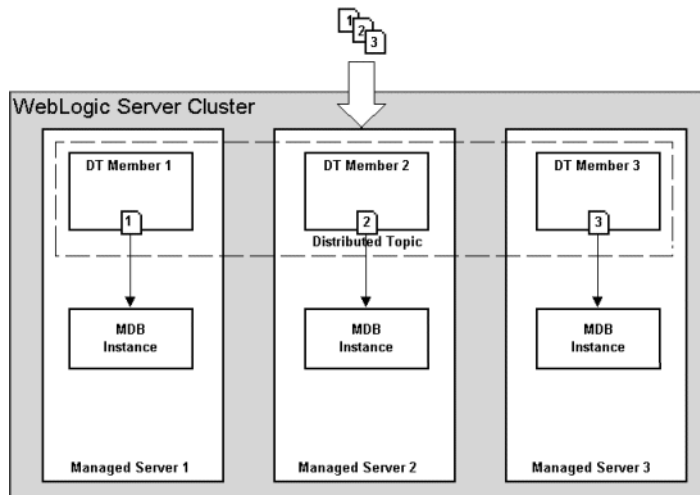 1
2
3
WebLogic Server Cluster
DT Member 1
DT Member 2
DT Member 3
1
2
3
Distributed Topic
MDB
Instance
MDB
Instance
MDB
Instance
Managed Server 1
Managed Server 2
Managed Server 3